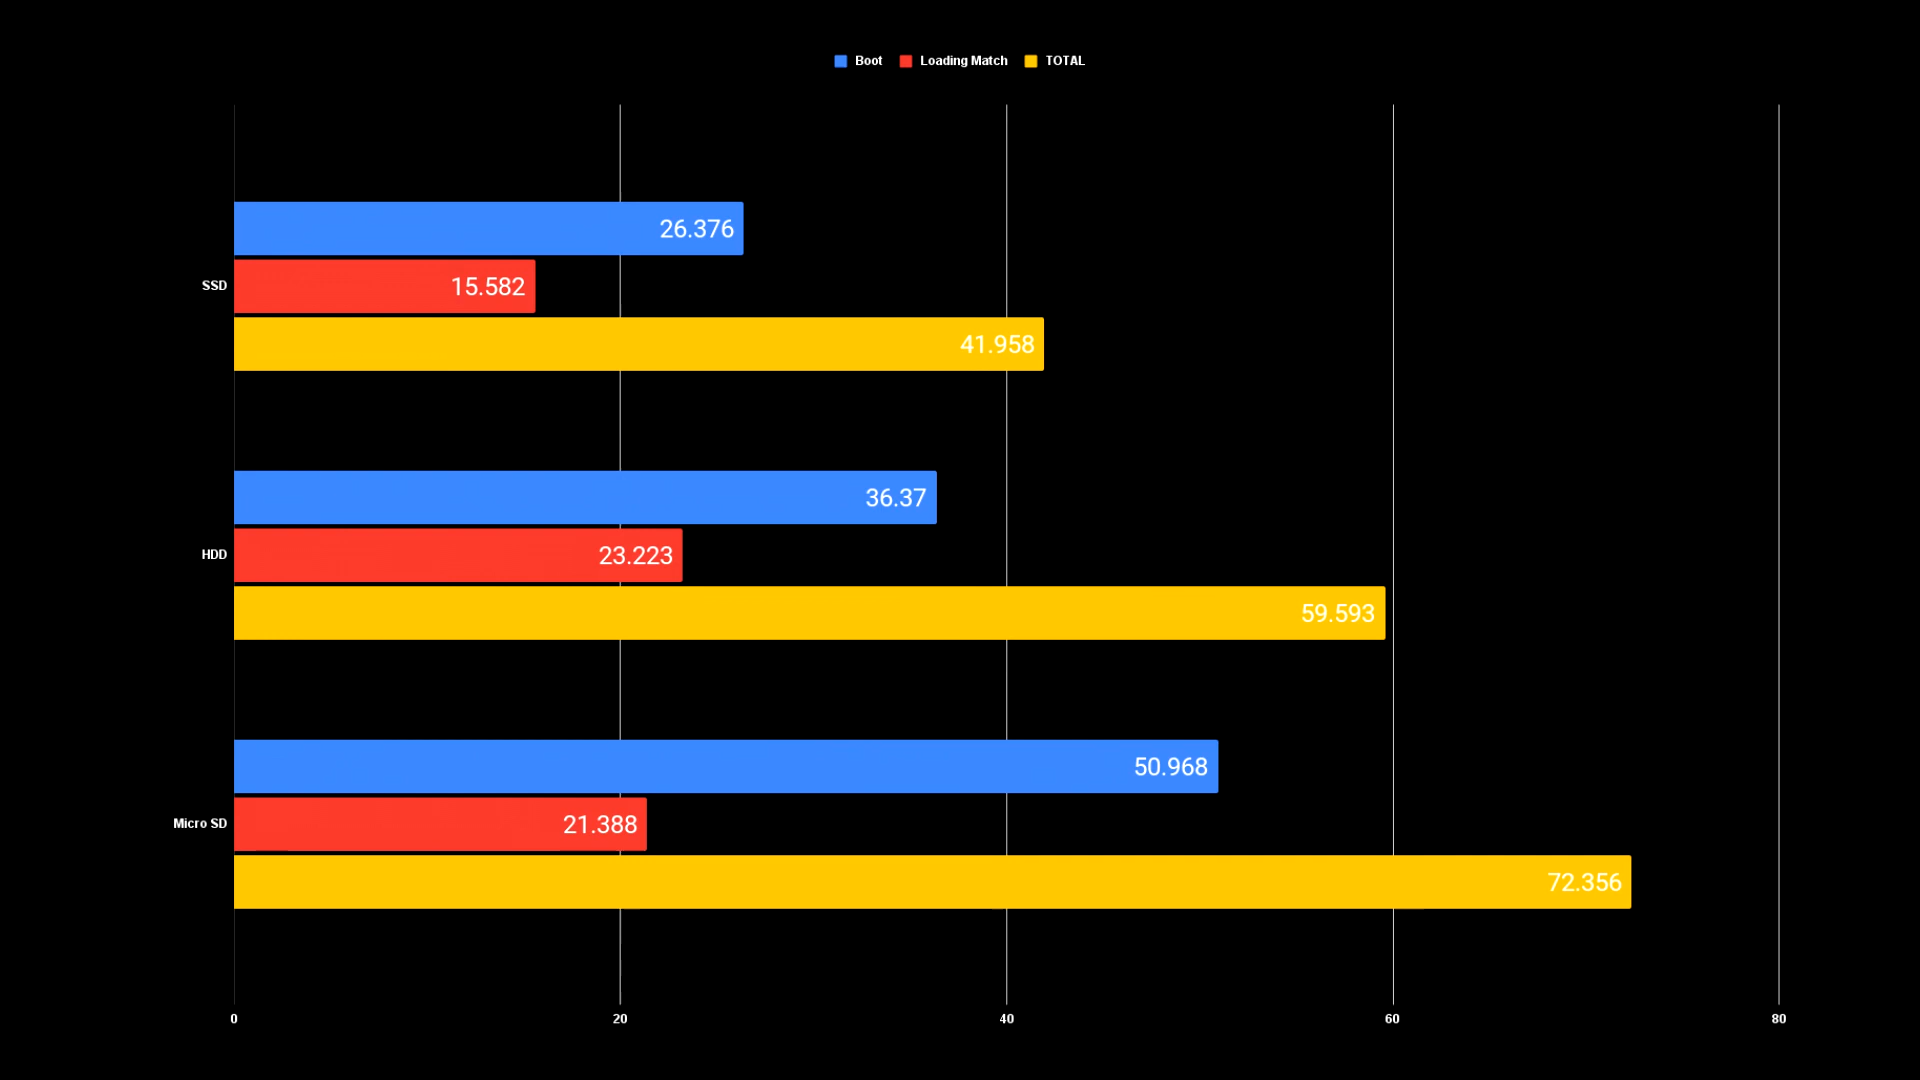 Boot Loading Match TOTAL
26.376
SSD 15.582
41.958
36.37
HDD 23.223
59.593
50.968
Micro SD 21.388
72.356
0 20 40 60 80